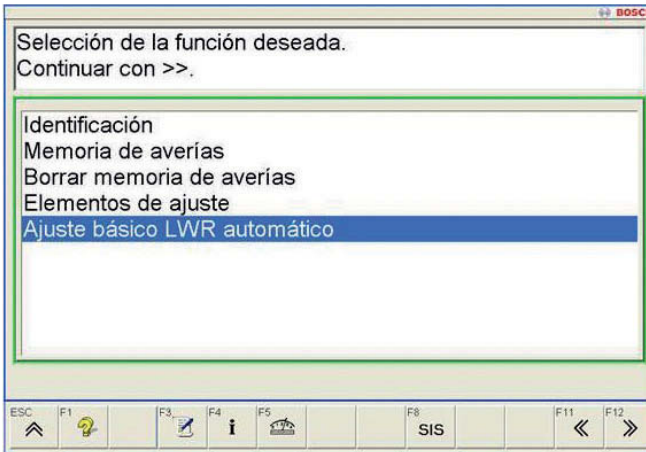 BOSC
Selección de la función deseada.
Continuar con >>.
Identificación
Memoria de averías
Borrar memoria de averías
Elementos de ajuste
Ajuste básico LWR automático
ESC F1 F3 F4 F5 F8 F11 F12
i SIS